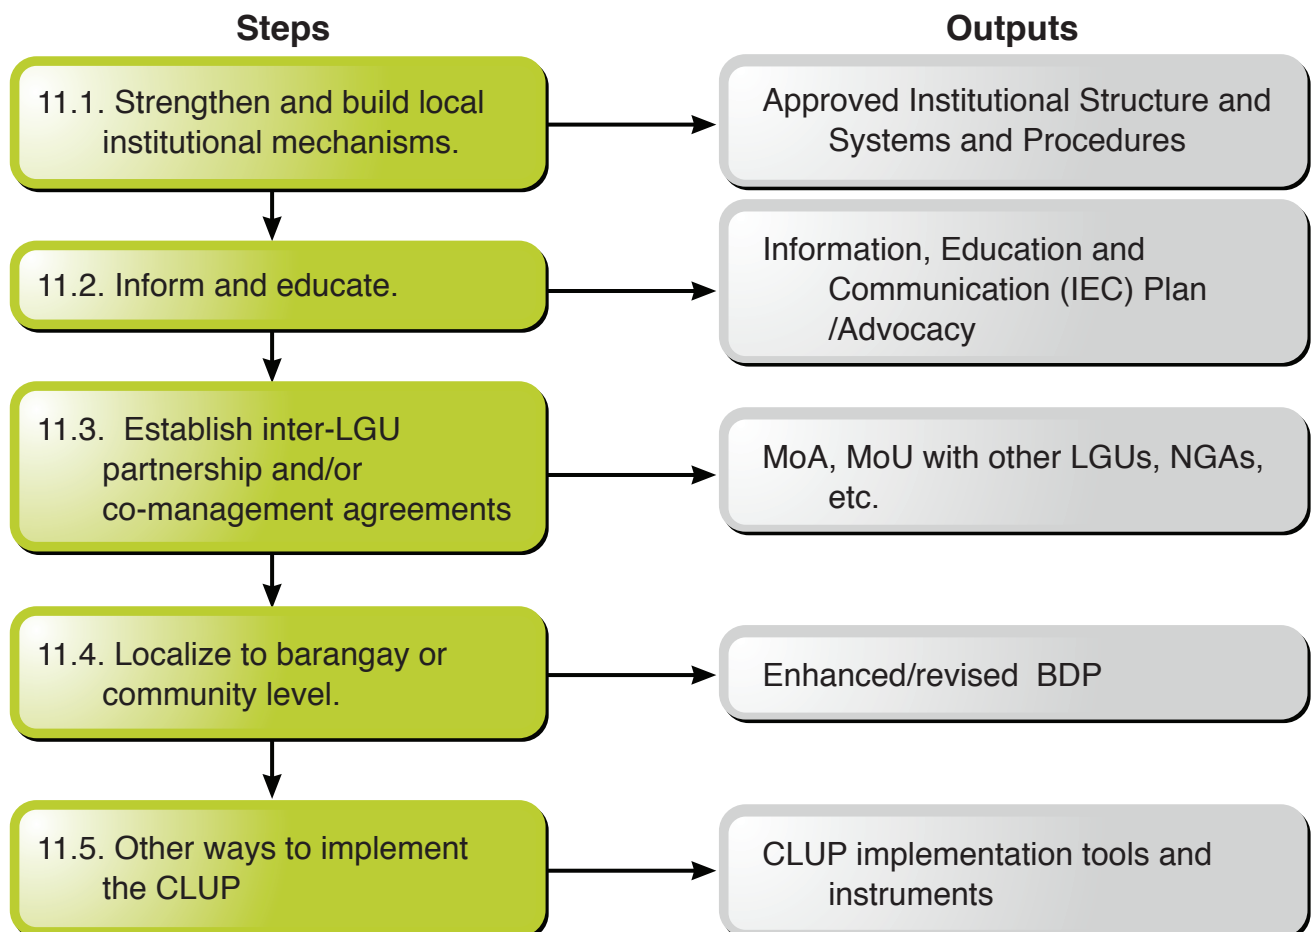 Steps
Outputs
11.1. Strengthen and build local
institutional mechanisms.
Approved Institutional Structure and
Systems and Procedures
11.2. Inform and educate.
Information, Education and
Communication (IEC) Plan
/Advocacy
11.3. Establish inter-LGU
partnership and/or
co-management agreements
MoA, MoU with other LGUs, NGAs,
etc.
11.4. Localize to barangay or
community level.
Enhanced/revised BDP
11.5. Other ways to implement
the CLUP
CLUP implementation tools and
instruments